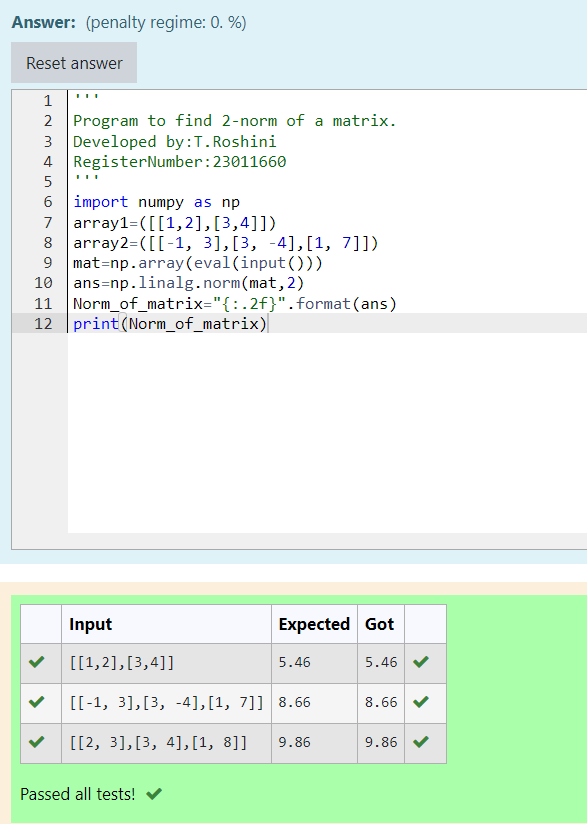 Answer: (penalty regime: 0. %)
Reset answer
1 '''
2 Program to find 2-norm of a matrix.
3 Developed by:T.Roshini
4 RegisterNumber:23011660
5 '''
6 import numpy as np
7 array1=([[1,2],[3,4]])
8 array2=([[-1, 3],[3, -4],[1, 7]])
9 mat=np.array(eval(input()))
10 ans=np.linalg.norm(mat,2)
11 Norm_of_matrix="{:.2f}".format(ans)
12 print(Norm_of_matrix)
Input Expected Got
[[1,2],[3,4]] 5.46 5.46
[[-1, 3],[3, -4],[1, 7]] 8.66 8.66
[[2, 3],[3, 4],[1, 8]] 9.86 9.86
Passed all tests!